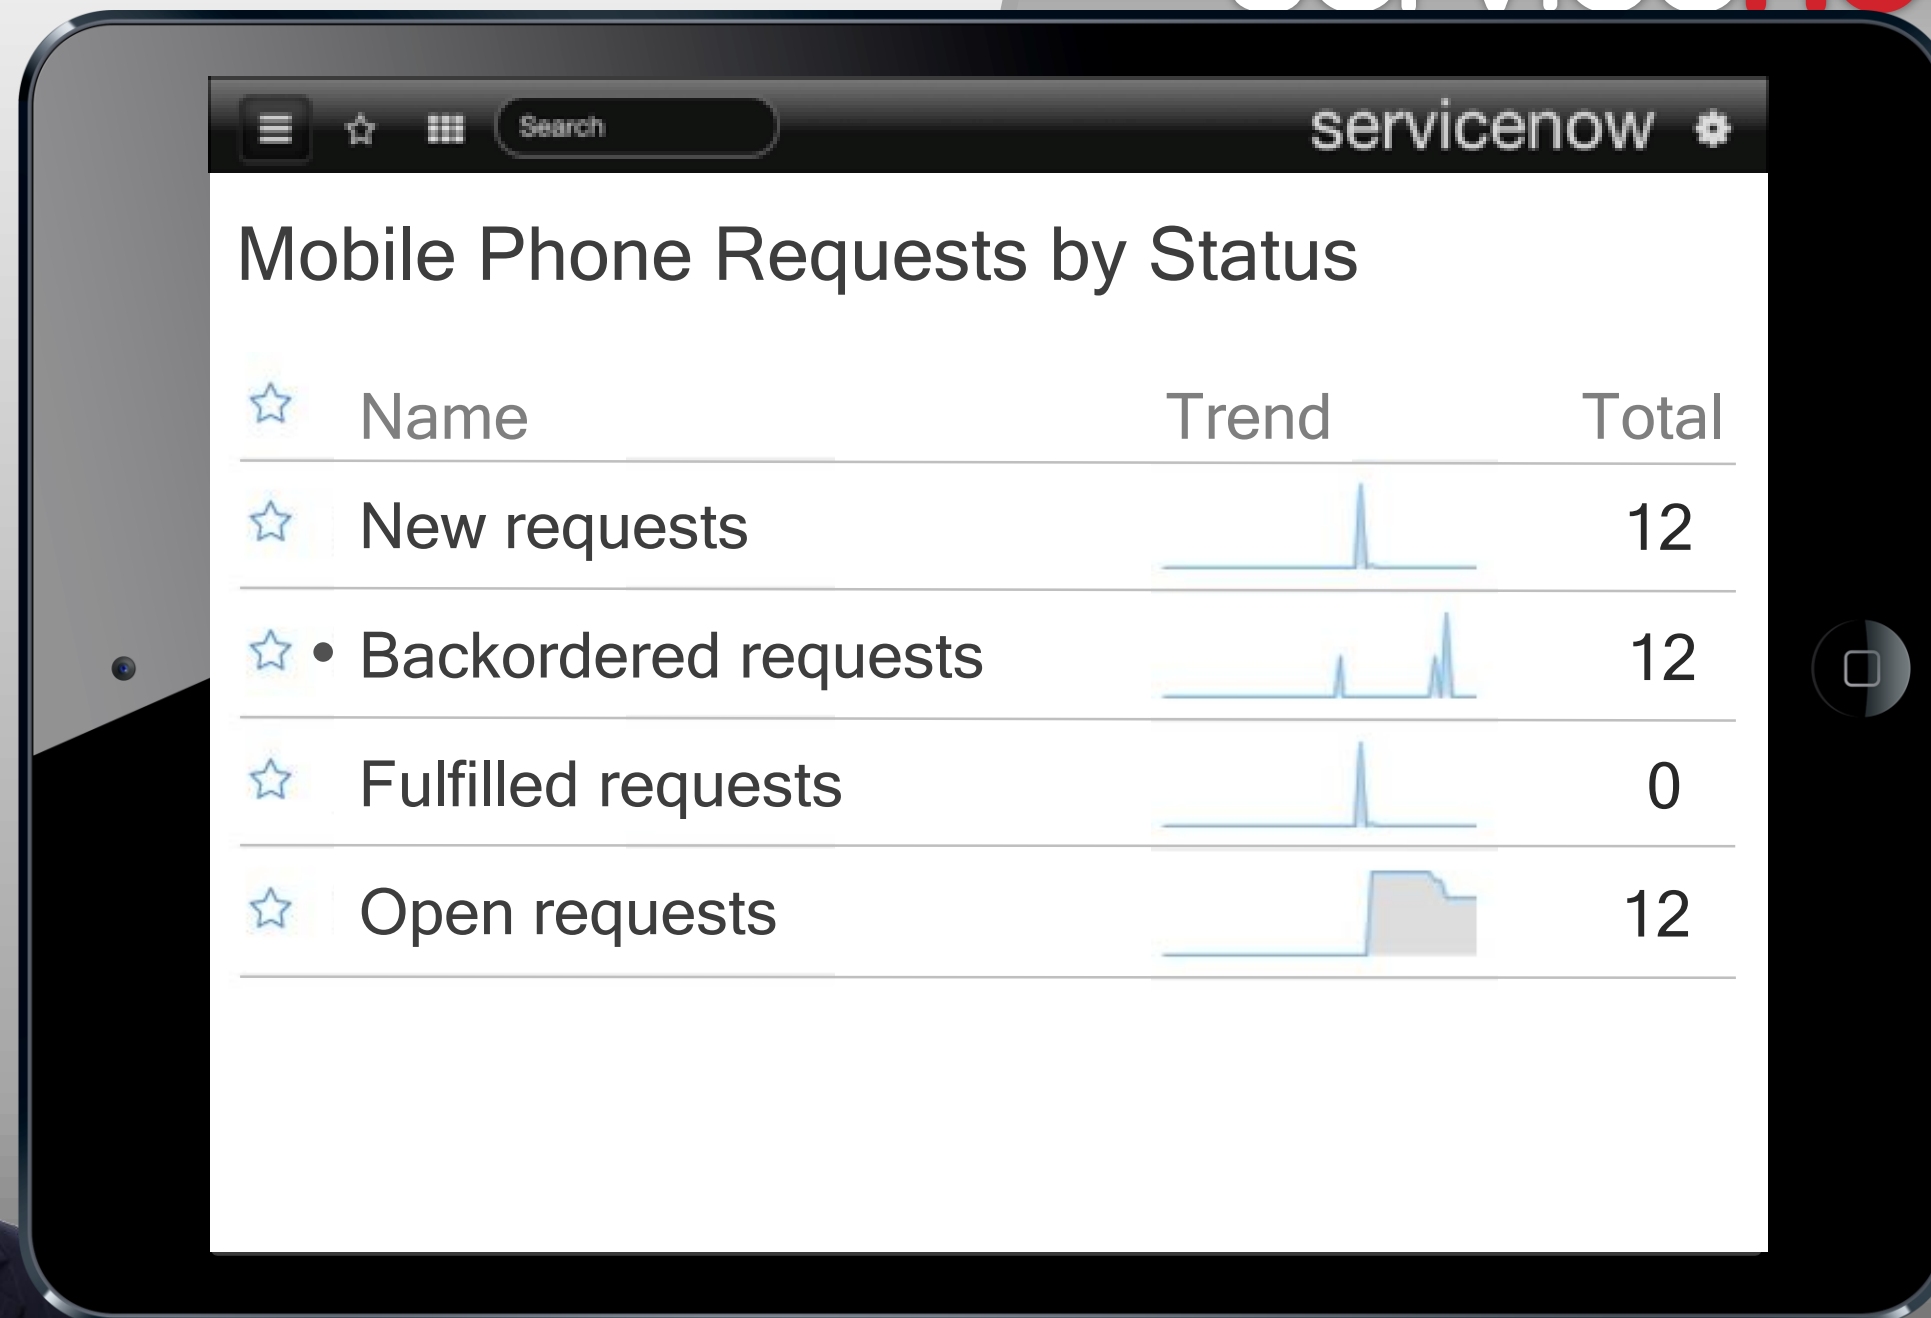 Search
servicenow
Mobile Phone Requests by Status
Name Trend Total
New requests 12
• Backordered requests 12
Fulfilled requests 0
Open requests 12